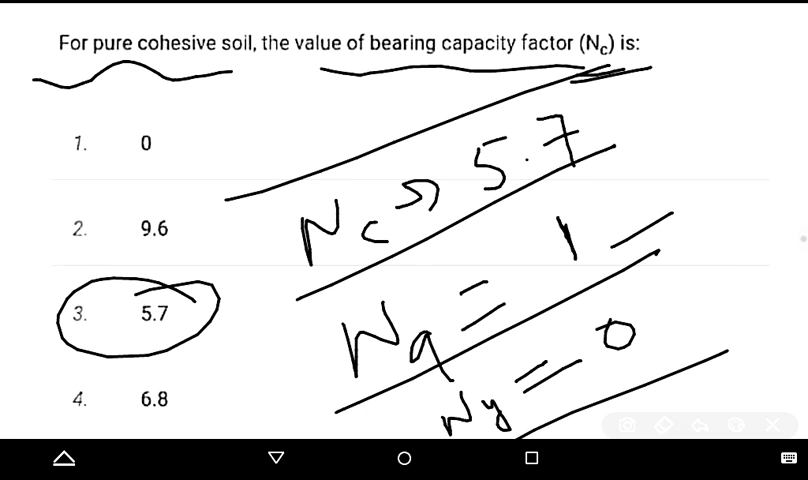 For pure cohesive soil, the value of bearing capacity factor (Nc) is:
1. 0
2. 9.6
3. 5.7
4. 6.8
Nc => 5.7
Nq = 1
Ny = 0